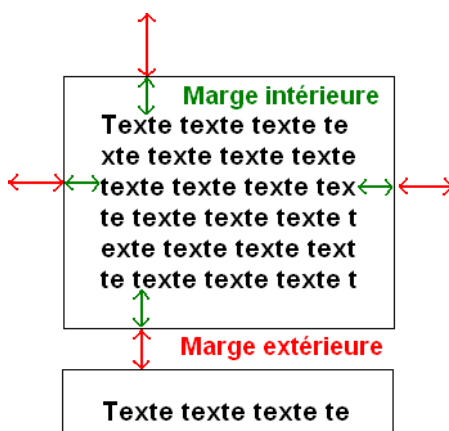 Marge intérieure
Texte texte texte te
xte texte texte texte
texte texte texte tex
te texte texte texte t
exte texte texte text
te texte texte texte t
Marge extérieure
Texte texte texte te